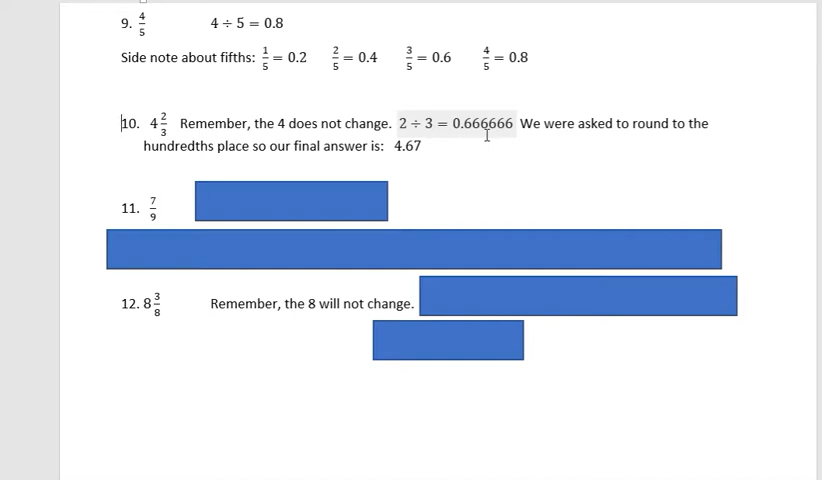 9. 4/5 4 ÷ 5 = 0.8
Side note about fifths: 1/5 = 0.2 2/5 = 0.4 3/5 = 0.6 4/5 = 0.8
10. 4 2/3 Remember, the 4 does not change. 2 ÷ 3 = 0.666666 We were asked to round to the
hundredths place so our final answer is: 4.67
11. 7/9
12. 8 3/8 Remember, the 8 will not change.